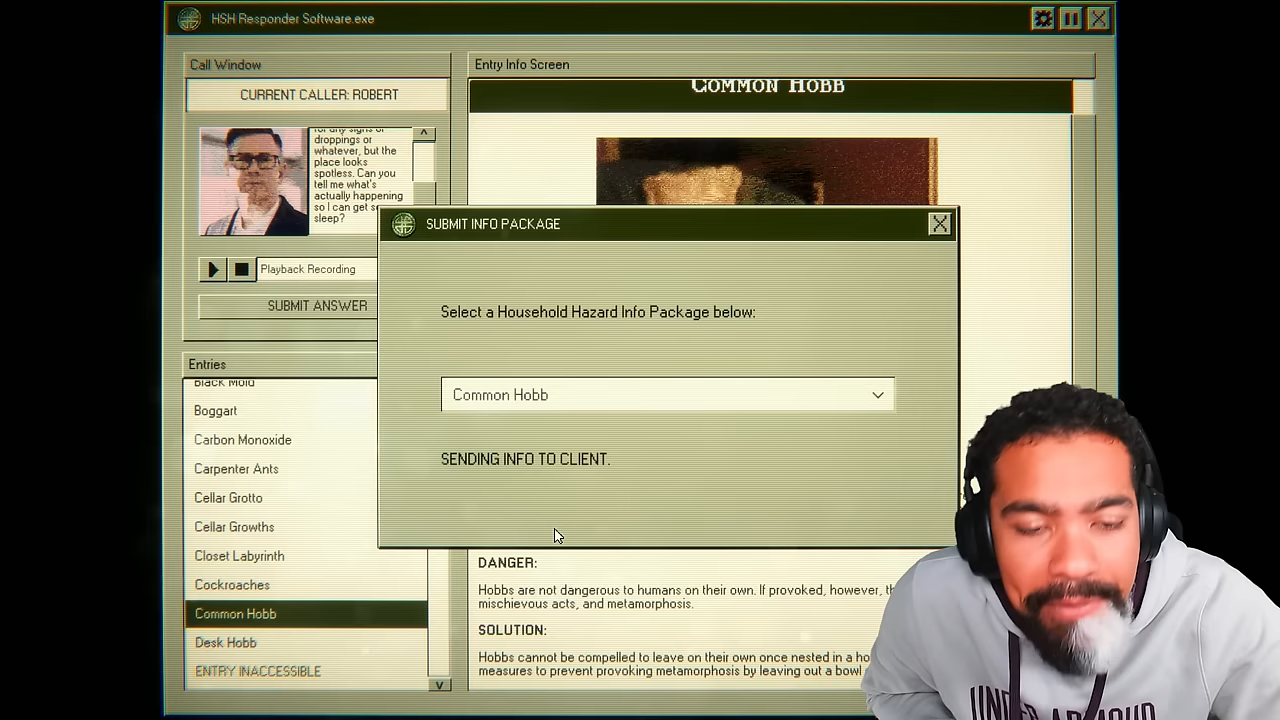 HSH Responder Software.exe
Call Window
Entry Info Screen
CURRENT CALLER: ROBERT
COMMON HOBB
for any signs of
droppings or
whatever, but the
place looks
spotless. Can you
tell me what's
actually happening
so I can get s
sleep?
SUBMIT INFO PACKAGE
Playback Recording
SUBMIT ANSWER
Select a Household Hazard Info Package below:
Common Hobb
SENDING INFO TO CLIENT.
Entries
Black Mold
Boggart
Carbon Monoxide
Carpenter Ants
Cellar Grotto
Cellar Growths
Closet Labyrinth
Cockroaches
Common Hobb
Desk Hobb
ENTRY INACCESSIBLE
DANGER:
Hobbs are not dangerous to humans on their own. If provoked, however, th
mischievous acts, and metamorphosis.
SOLUTION:
Hobbs cannot be compelled to leave on their own once nested in a ho
measures to prevent provoking metamorphosis by leaving out a bowl
UNDER ARMOUR